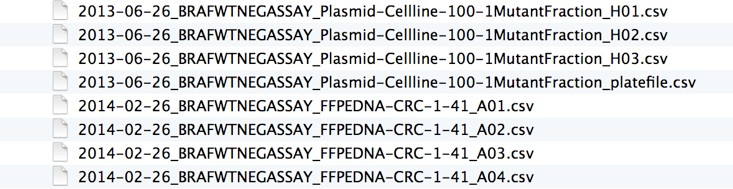 2013-06-26_BRAFWTNEGASSAY_Plasmid-Cellline-100-1MutantFraction_H01.csv
2013-06-26_BRAFWTNEGASSAY_Plasmid-Cellline-100-1MutantFraction_H02.csv
2013-06-26_BRAFWTNEGASSAY_Plasmid-Cellline-100-1MutantFraction_H03.csv
2013-06-26_BRAFWTNEGASSAY_Plasmid-Cellline-100-1MutantFraction_platefile.csv
2014-02-26_BRAFWTNEGASSAY_FFPEDNA-CRC-1-41_A01.csv
2014-02-26_BRAFWTNEGASSAY_FFPEDNA-CRC-1-41_A02.csv
2014-02-26_BRAFWTNEGASSAY_FFPEDNA-CRC-1-41_A03.csv
2014-02-26_BRAFWTNEGASSAY_FFPEDNA-CRC-1-41_A04.csv